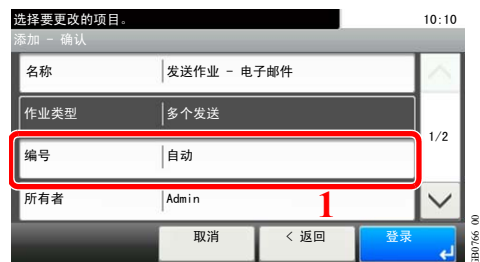 选择要更改的项目。 10:10
添加 - 确认
名称 发送作业 - 电子邮件
作业类型 多个发送
1/2
编号 自动
所有者 Admin
1
取消 < 返回 登录
GB0766_00